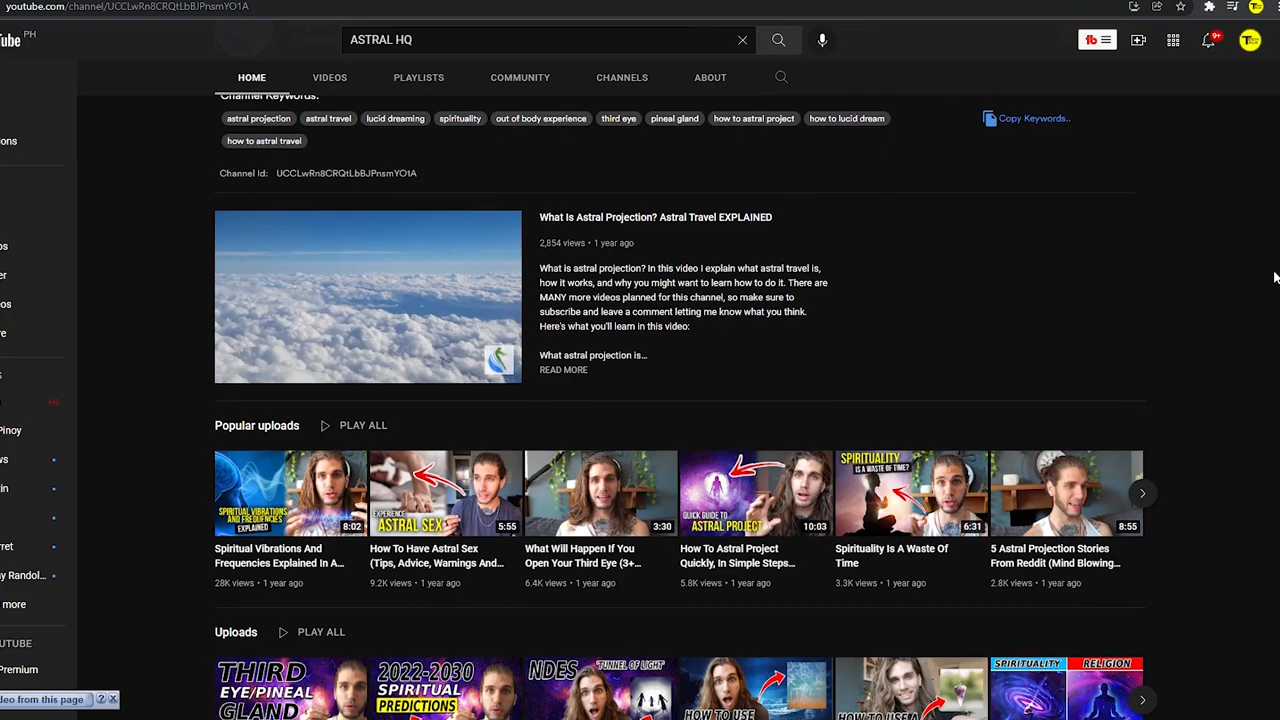 youtube.com/channel/UCCLwRn8CRQtLbBJPnsmYO1A
Tube PH
ASTRAL HQ
9+
HOME VIDEOS PLAYLISTS COMMUNITY CHANNELS ABOUT
Channel Keywords:
astral projection astral travel lucid dreaming spirituality out of body experience third eye pineal gland how to astral project how to lucid dream
Copy Keywords..
how to astral travel
Channel Id: UCCLwRn8CRQtLbBJPnsmYO1A
What Is Astral Projection? Astral Travel EXPLAINED
2,854 views • 1 year ago
What is astral projection? In this video I explain what astral travel is,
how it works, and why you might want to learn how to do it. There are
MANY more videos planned for this channel, so make sure to
subscribe and leave a comment letting me know what you think.
Here's what you'll learn in this video:
What astral projection is...
READ MORE
Popular uploads PLAY ALL
SPIRITUAL VIBRATIONS
AND FREQUENCIES
EXPLAINED
8:02
Spiritual Vibrations And
Frequencies Explained In A...
28K views • 1 year ago
EXPERIENCE
ASTRAL SEX
5:55
How To Have Astral Sex
(Tips, Advice, Warnings And...
9.2K views • 1 year ago
3:30
What Will Happen If You
Open Your Third Eye (3+...
6.4K views • 1 year ago
QUICK GUIDE TO
ASTRAL PROJECT
10:03
How To Astral Project
Quickly, In Simple Steps...
5.8K views • 1 year ago
SPIRITUALITY
IS A WASTE OF
TIME?
6:31
Spirituality Is A Waste Of
Time
3.3K views • 1 year ago
8:55
5 Astral Projection Stories
From Reddit (Mind Blowing...
2.8K views • 1 year ago
Uploads PLAY ALL
THIRD
EYE/PINEAL
GLAND
2022-2030
SPIRITUAL
PREDICTIONS
NDES
"TUNNEL OF LIGHT"
HOW TO USE
HOW TO USE A
SPIRITUALITY RELIGION
ions
Pinoy
more
UTUBE
Premium
deo from this page ?